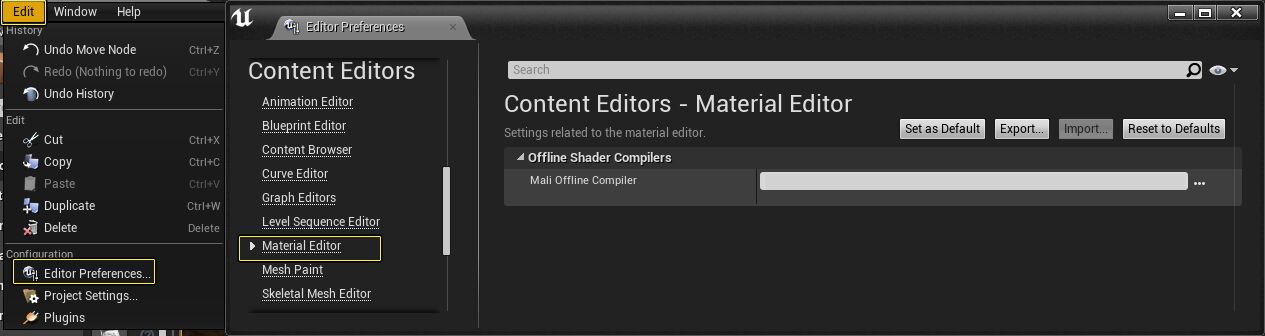 Edit Window Help
History
Undo Move Node Ctrl+Z
Redo (Nothing to redo) Ctrl+Y
Undo History
Edit
Cut Ctrl+X
Copy Ctrl+C
Paste Ctrl+V
Duplicate Ctrl+W
Delete Delete
Configuration
Editor Preferences...
Project Settings...
Plugins
Editor Preferences
Content Editors
Animation Editor
Blueprint Editor
Content Browser
Curve Editor
Graph Editors
Level Sequence Editor
Material Editor
Mesh Paint
Skeletal Mesh Editor
Search
Content Editors - Material Editor
Settings related to the material editor.
Set as Default Export... Import... Reset to Defaults
Offline Shader Compilers
Mali Offline Compiler ...